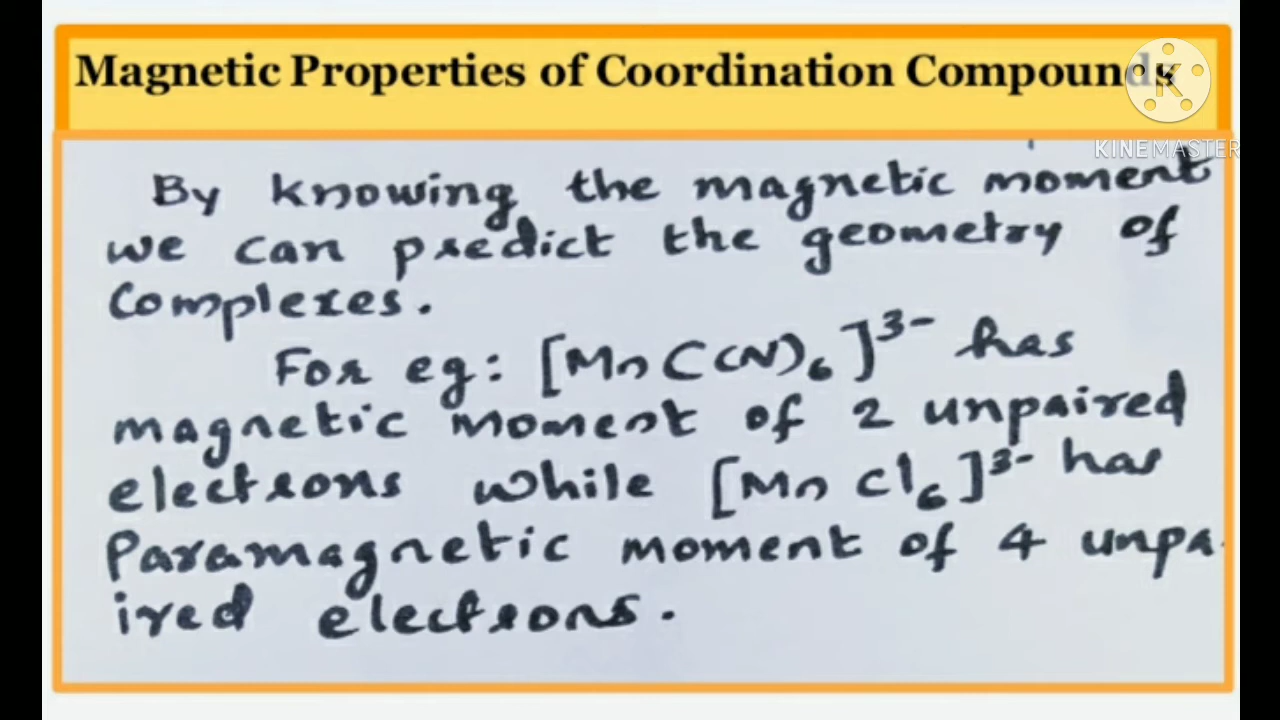 Magnetic Properties of Coordination Compounds
K
KINEMASTER
By knowing the magnetic moment
we can predict the geometry of
Complexes.
For eg: [Mn(CN)₆]³⁻ has
magnetic moment of 2 unpaired
electrons while [MnCl₆]³⁻ has
Paramagnetic moment of 4 unpa-
ired electrons.